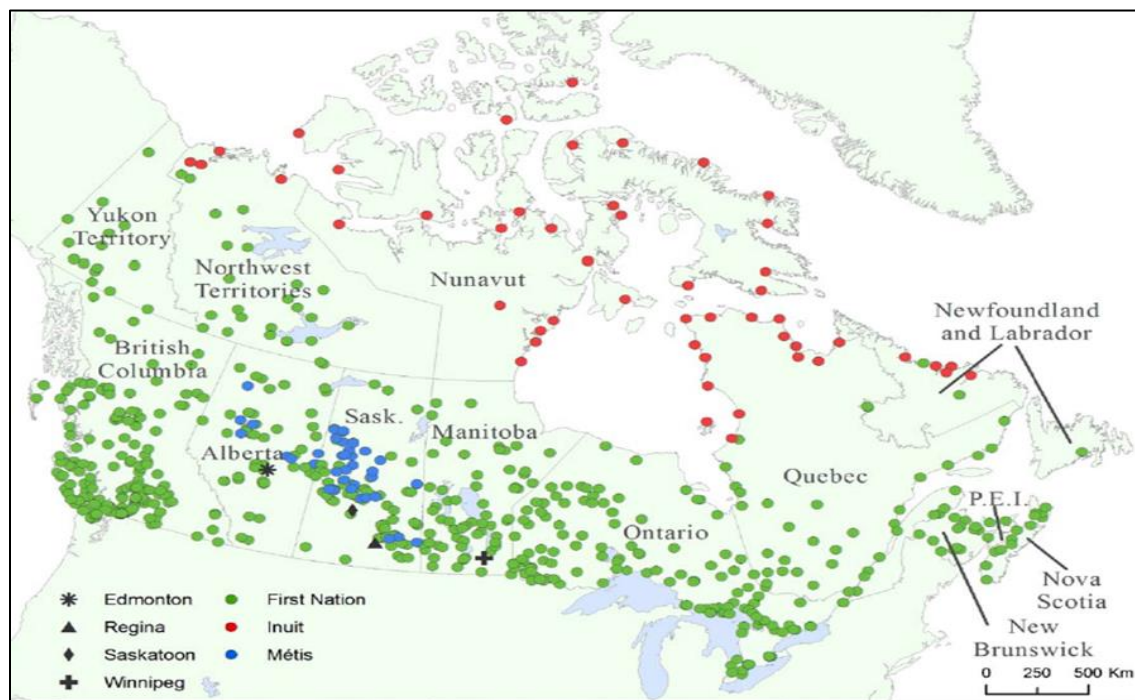 Yukon
Territory
Northwest
Territories
Nunavut
Newfoundland
and Labrador
British
Columbia
Alberta
Sask.
Manitoba
Ontario
Quebec
P.E.I.
Nova
Scotia
New
Brunswick
Edmonton
Regina
Saskatoon
Winnipeg
First Nation
Inuit
Métis
0 250 500 Km